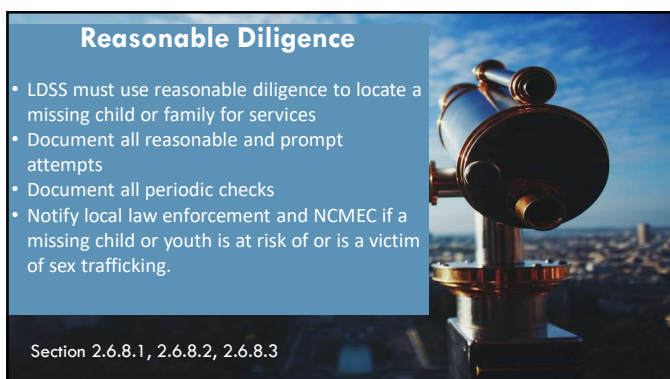 Reasonable Diligence
• LDSS must use reasonable diligence to locate a
missing child or family for services
• Document all reasonable and prompt
attempts
• Document all periodic checks
• Notify local law enforcement and NCMEC if a
missing child or youth is at risk of or is a victim
of sex trafficking.
Section 2.6.8.1, 2.6.8.2, 2.6.8.3